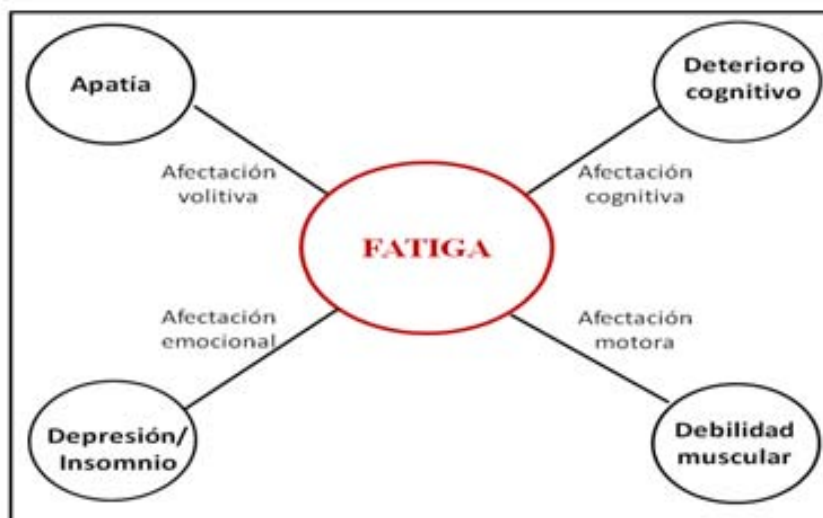 Apatía
Deterioro
cognitivo
Afectación
volitiva
Afectación
cognitiva
FATIGA
Afectación
emocional
Afectación
motora
Depresión/
Insomnio
Debilidad
muscular